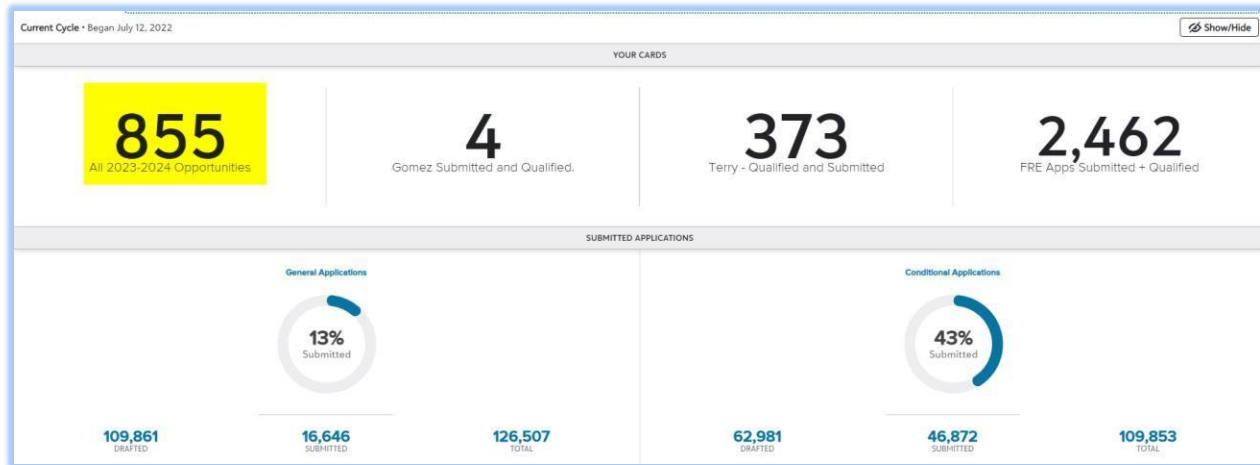 Current Cycle • Began July 12, 2022
Show/Hide
YOUR CARDS
855
All 2023-2024 Opportunities
4
Gomez Submitted and Qualified.
373
Terry - Qualified and Submitted
2,462
FRE Apps Submitted + Qualified
SUBMITTED APPLICATIONS
General Applications
13%
Submitted
109,861
DRAFTED
16,646
SUBMITTED
126,507
TOTAL
Conditional Applications
43%
Submitted
62,981
DRAFTED
46,872
SUBMITTED
109,853
TOTAL